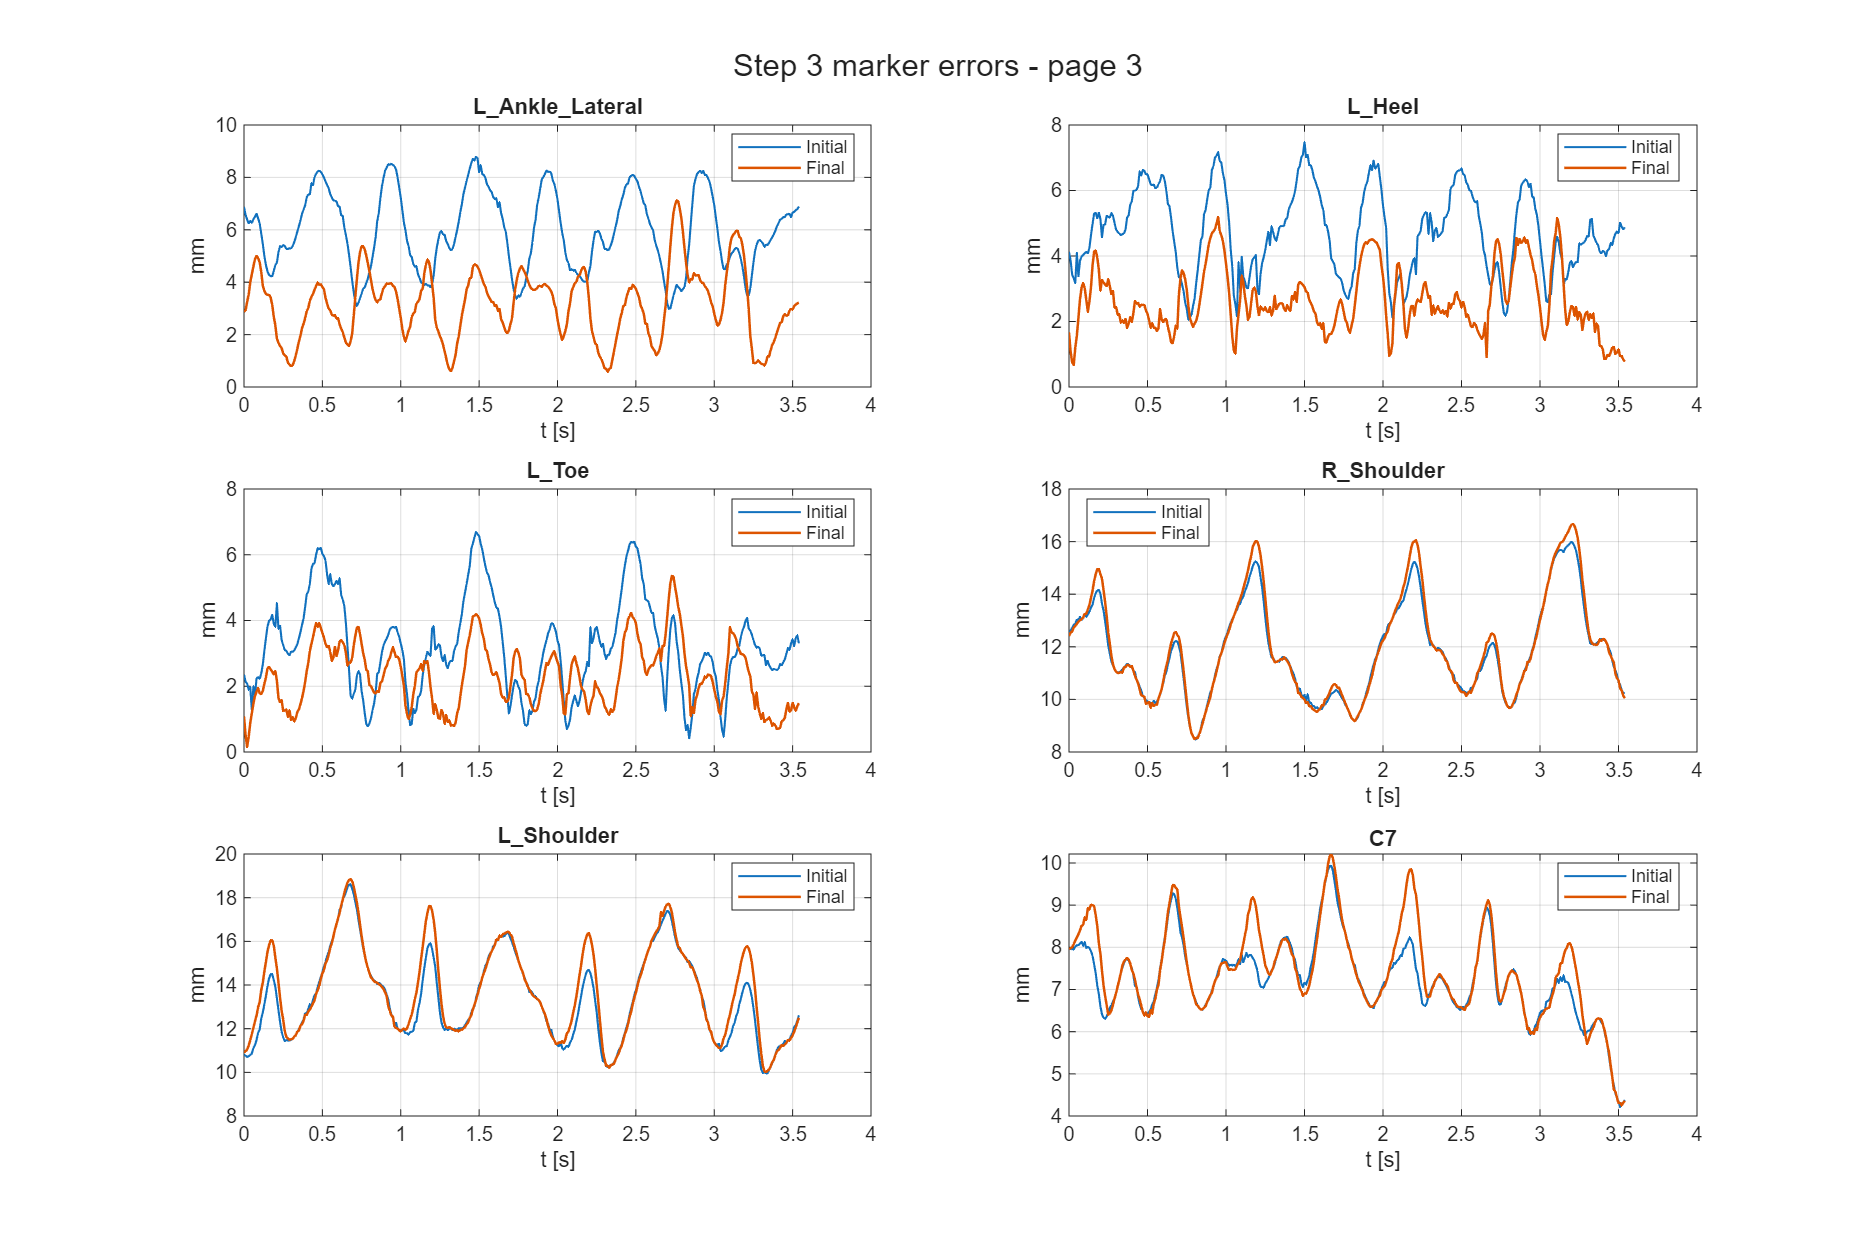 Step 3 marker errors - page 3
L_Ankle_Lateral
10
8
6
4
2
0
mm
Initial
Final
0 0.5 1 1.5 2 2.5 3 3.5 4
t [s]
L_Heel
8
6
4
2
0
mm
Initial
Final
0 0.5 1 1.5 2 2.5 3 3.5 4
t [s]
L_Toe
8
6
4
2
0
mm
Initial
Final
0 0.5 1 1.5 2 2.5 3 3.5 4
t [s]
R_Shoulder
18
16
14
12
10
8
mm
Initial
Final
0 0.5 1 1.5 2 2.5 3 3.5 4
t [s]
L_Shoulder
20
18
16
14
12
10
8
mm
Initial
Final
0 0.5 1 1.5 2 2.5 3 3.5 4
t [s]
C7
10
9
8
7
6
5
4
mm
Initial
Final
0 0.5 1 1.5 2 2.5 3 3.5 4
t [s]